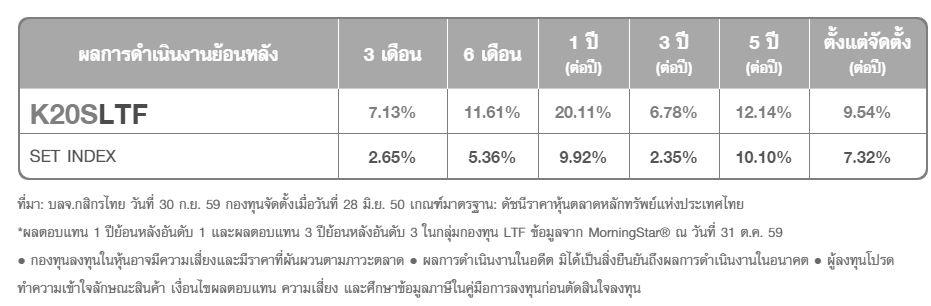 ผลการดำเนินงานย้อนหลัง 3 เดือน 6 เดือน 1 ปี (ต่อปี) 3 ปี (ต่อปี) 5 ปี (ต่อปี) ตั้งแต่จัดตั้ง (ต่อปี)
K20SLTF 7.13% 11.61% 20.11% 6.78% 12.14% 9.54%
SET INDEX 2.65% 5.36% 9.92% 2.35% 10.10% 7.32%
ที่มา: บลจ.กสิกรไทย วันที่ 30 ก.ย. 59 กองทุนจัดตั้งเมื่อวันที่ 28 มิ.ย. 50 เกณฑ์มาตรฐาน: ดัชนีราคาหุ้นตลาดหลักทรัพย์แห่งประเทศไทย
*ผลตอบแทน 1 ปีย้อนหลังอันดับ 1 และผลตอบแทน 3 ปีย้อนหลังอันดับ 3 ในกลุ่มกองทุน LTF ข้อมูลจาก MorningStar® ณ วันที่ 31 ต.ค. 59
● กองทุนลงทุนในหุ้นอาจมีความเสี่ยงและมีราคาที่ผันผวนตามภาวะตลาด ● ผลการดำเนินงานในอดีต มิได้เป็นสิ่งยืนยันถึงผลการดำเนินงานในอนาคต ● ผู้ลงทุนโปรด
ทำความเข้าใจลักษณะสินค้า เงื่อนไขผลตอบแทน ความเสี่ยง และศึกษาข้อมูลภาษีในคู่มือการลงทุนก่อนตัดสินใจลงทุน